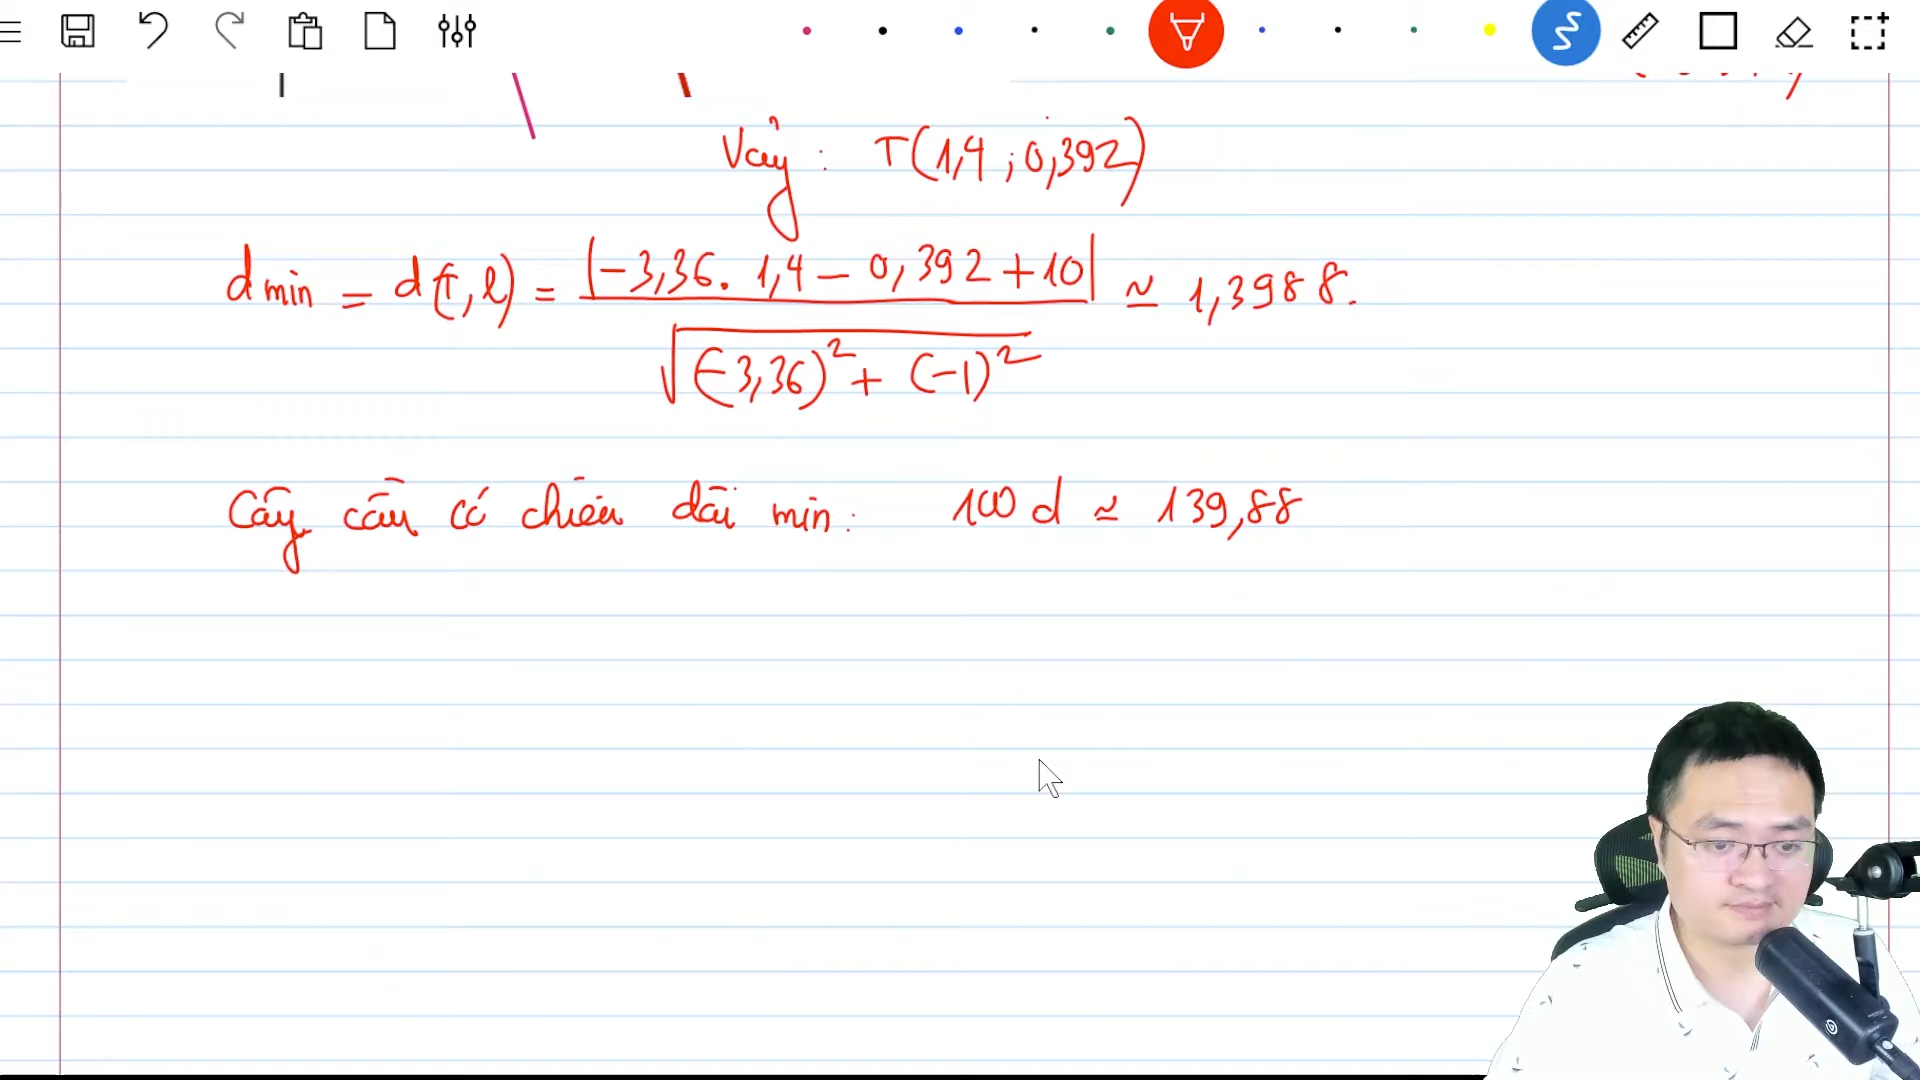 Vậy : T(1,4 ; 0,392)
d min = d(T, l) = |-3,36. 1,4 - 0,392 + 10| / √((-3,36)² + (-1)²) ≃ 1,3988.
Cây cầu có chiều dài min : 100 d ≈ 139,88